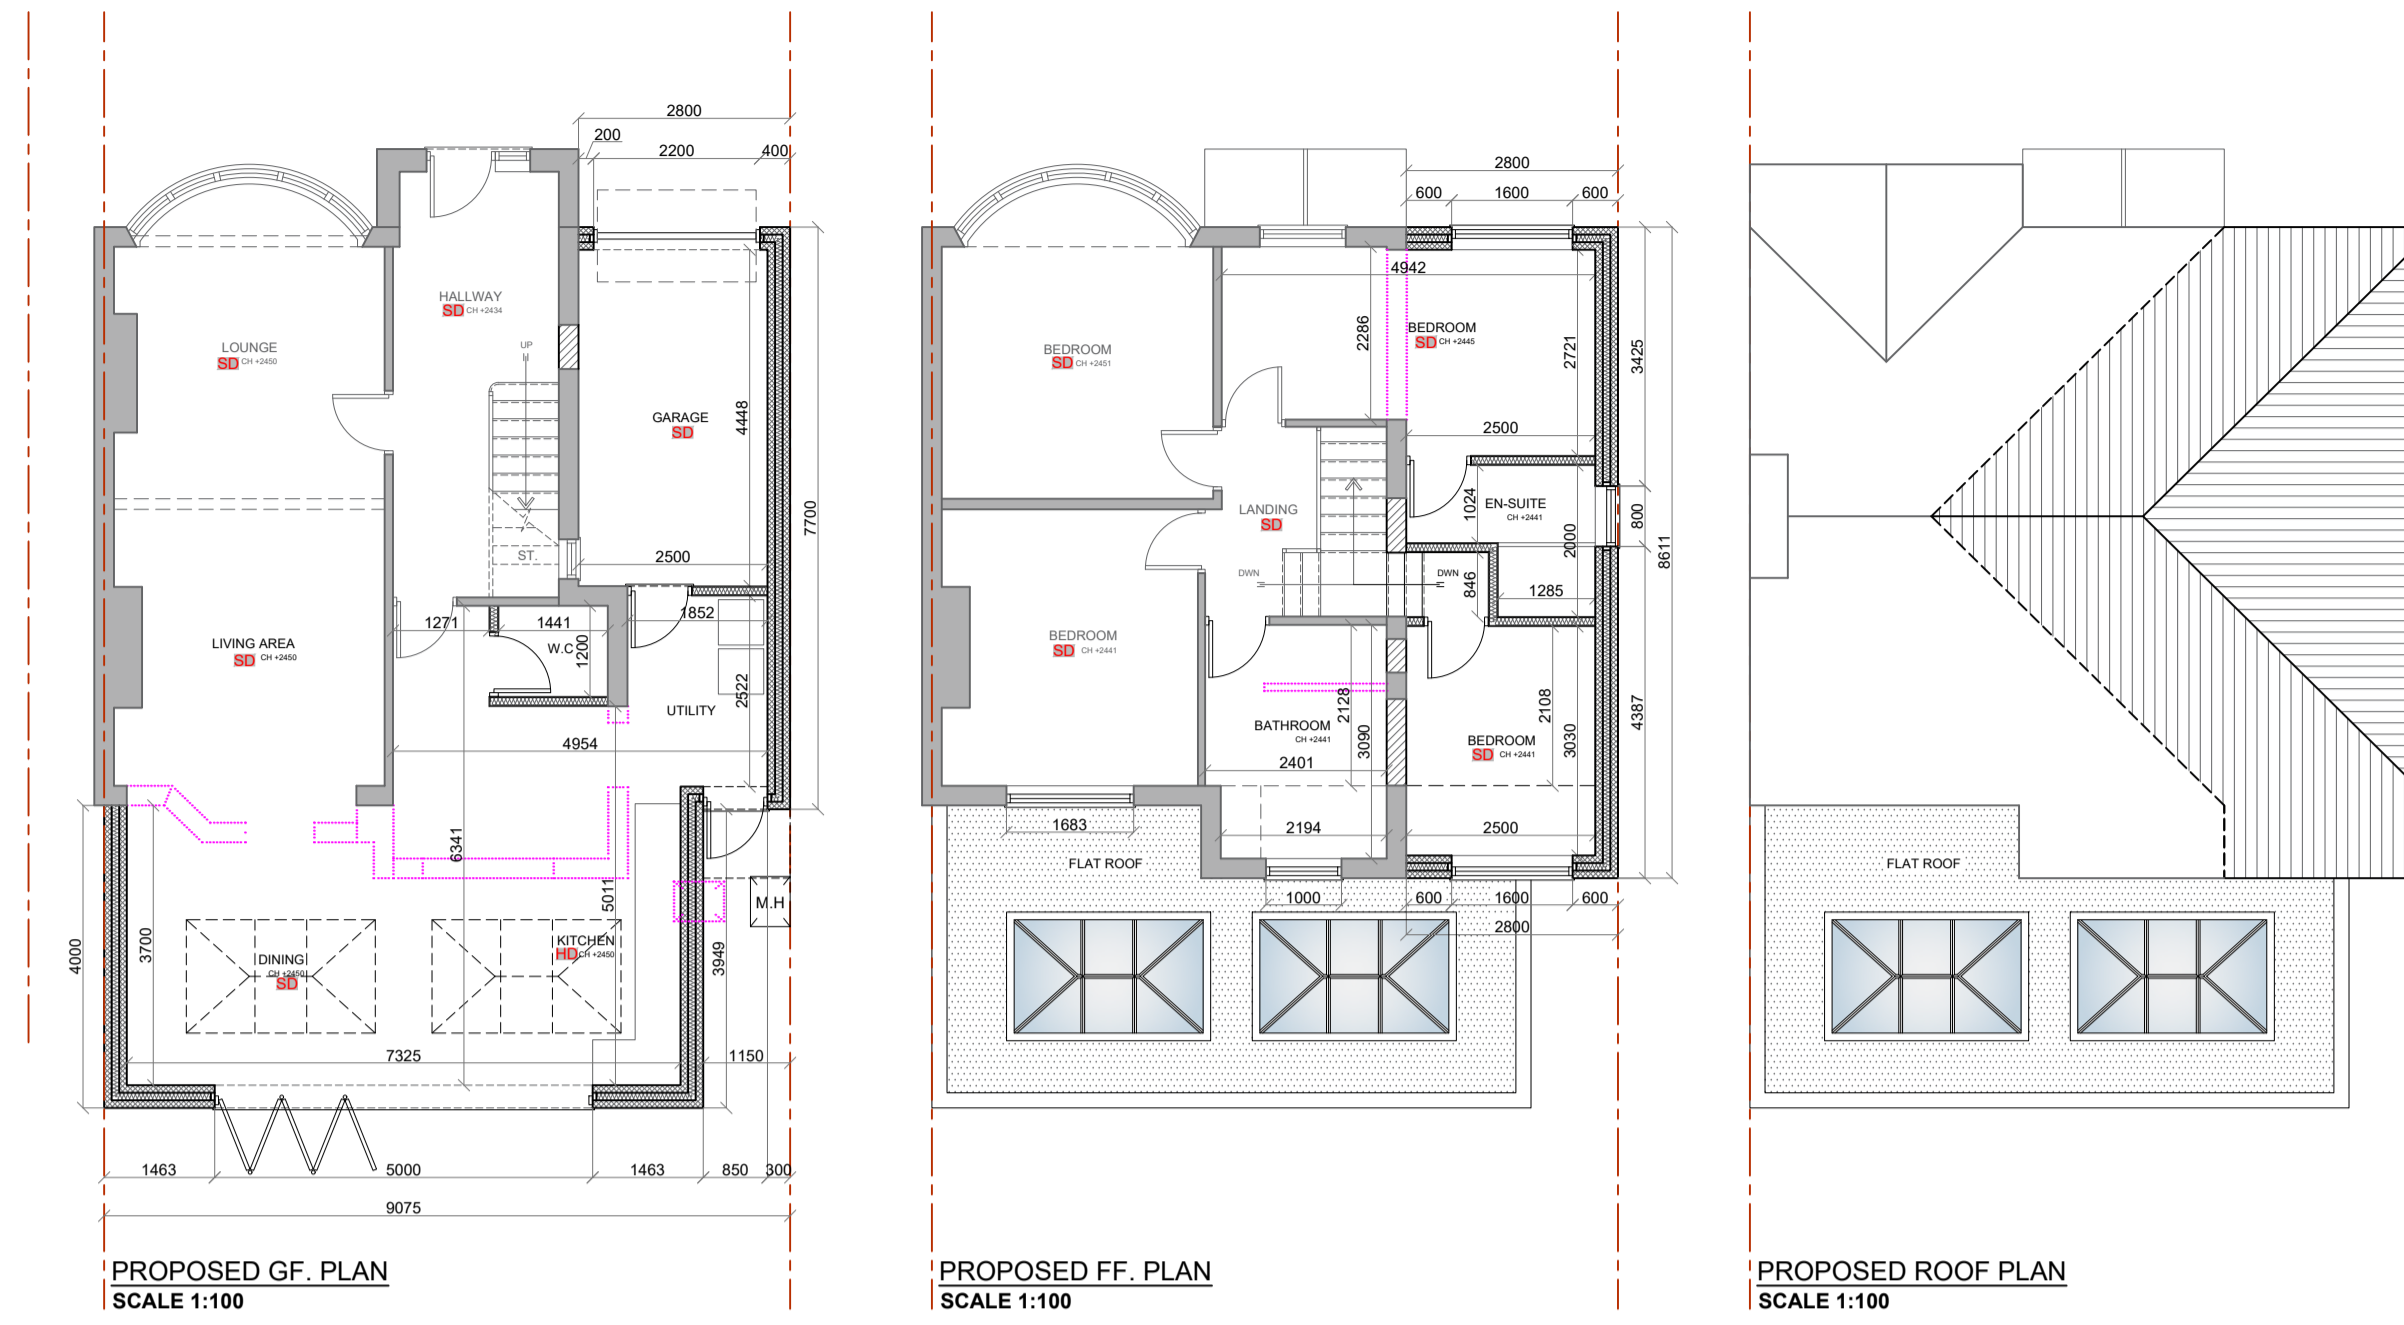 2800
200
2200
400
HALLWAY
SD CH +2434
LOUNGE
SD CH +2450
UP
GARAGE
SD
4448
7700
ST.
2500
1271
1441
1852
W.C
1200
LIVING AREA
SD CH +2450
2522
UTILITY
4954
6341
5011
M.H
4000
3700
DINING
CH +2450
SD
KITCHEN
HD CH +2450
3949
7325
1150
1463
5000
1463
850
300
9075
PROPOSED GF. PLAN
SCALE 1:100
2800
600
1600
600
4942
2286
BEDROOM
SD CH +2445
2721
3425
BEDROOM
SD CH +2451
2500
LANDING
SD
1024
EN-SUITE
CH +2441
2000
800
8611
DWN
DWN
846
1285
BEDROOM
SD CH +2441
2128
BATHROOM
CH +2441
3090
2108
BEDROOM
SD CH +2441
3030
4387
2401
1683
2194
2500
FLAT ROOF
1000
600
1600
600
2800
PROPOSED FF. PLAN
SCALE 1:100
FLAT ROOF
PROPOSED ROOF PLAN
SCALE 1:100